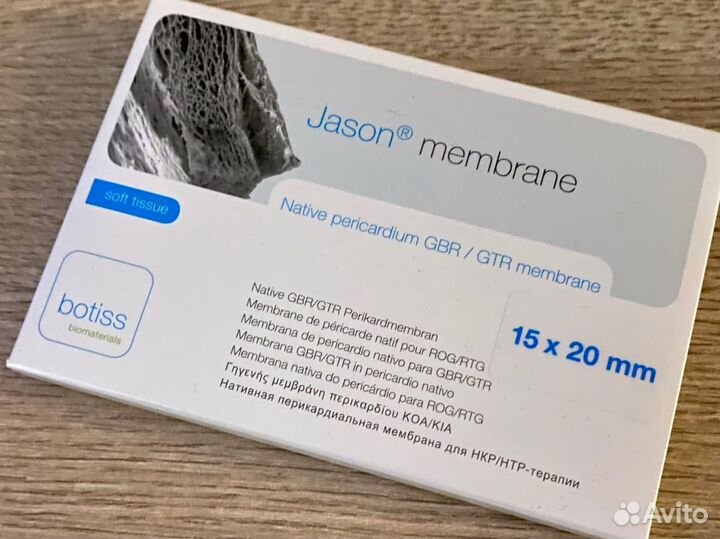 Jason® membrane
soft tissue
Native pericardium GBR / GTR membrane
botiss
biomaterials
Native GBR/GTR Perikardmembran
Membrane de péricarde natif pour ROG/RTG
Membrana de pericardio nativo para GBR/GTR
Membrana GBR/GTR in pericardio nativo
Membrana nativa do pericárdio para ROG/RTG
Γηγενής μεμβράνη περικαρδίου ΚΟΑ/ΚΙΑ
Нативная перикардиальная мембрана для НКР/НТР-терапии
15 x 20 mm
Avito